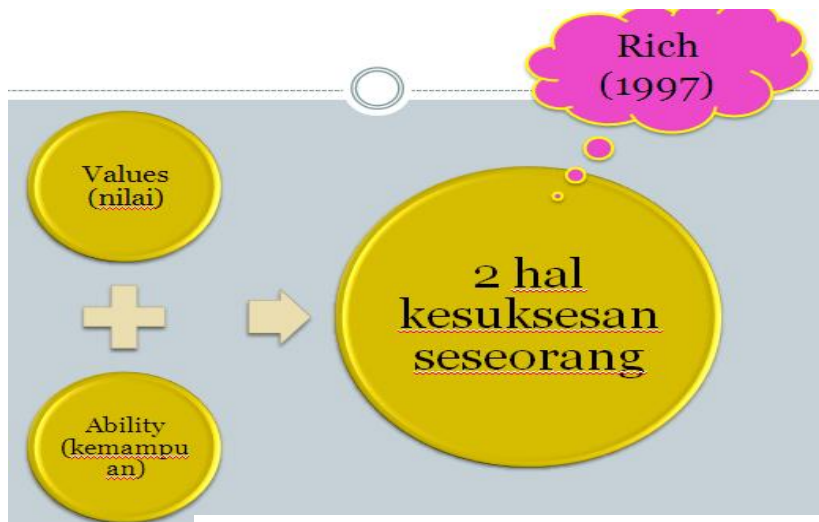 Rich
(1997)
Values
(nilai)
2 hal
kesuksesan
seseorang
Ability
(kemampu
an)